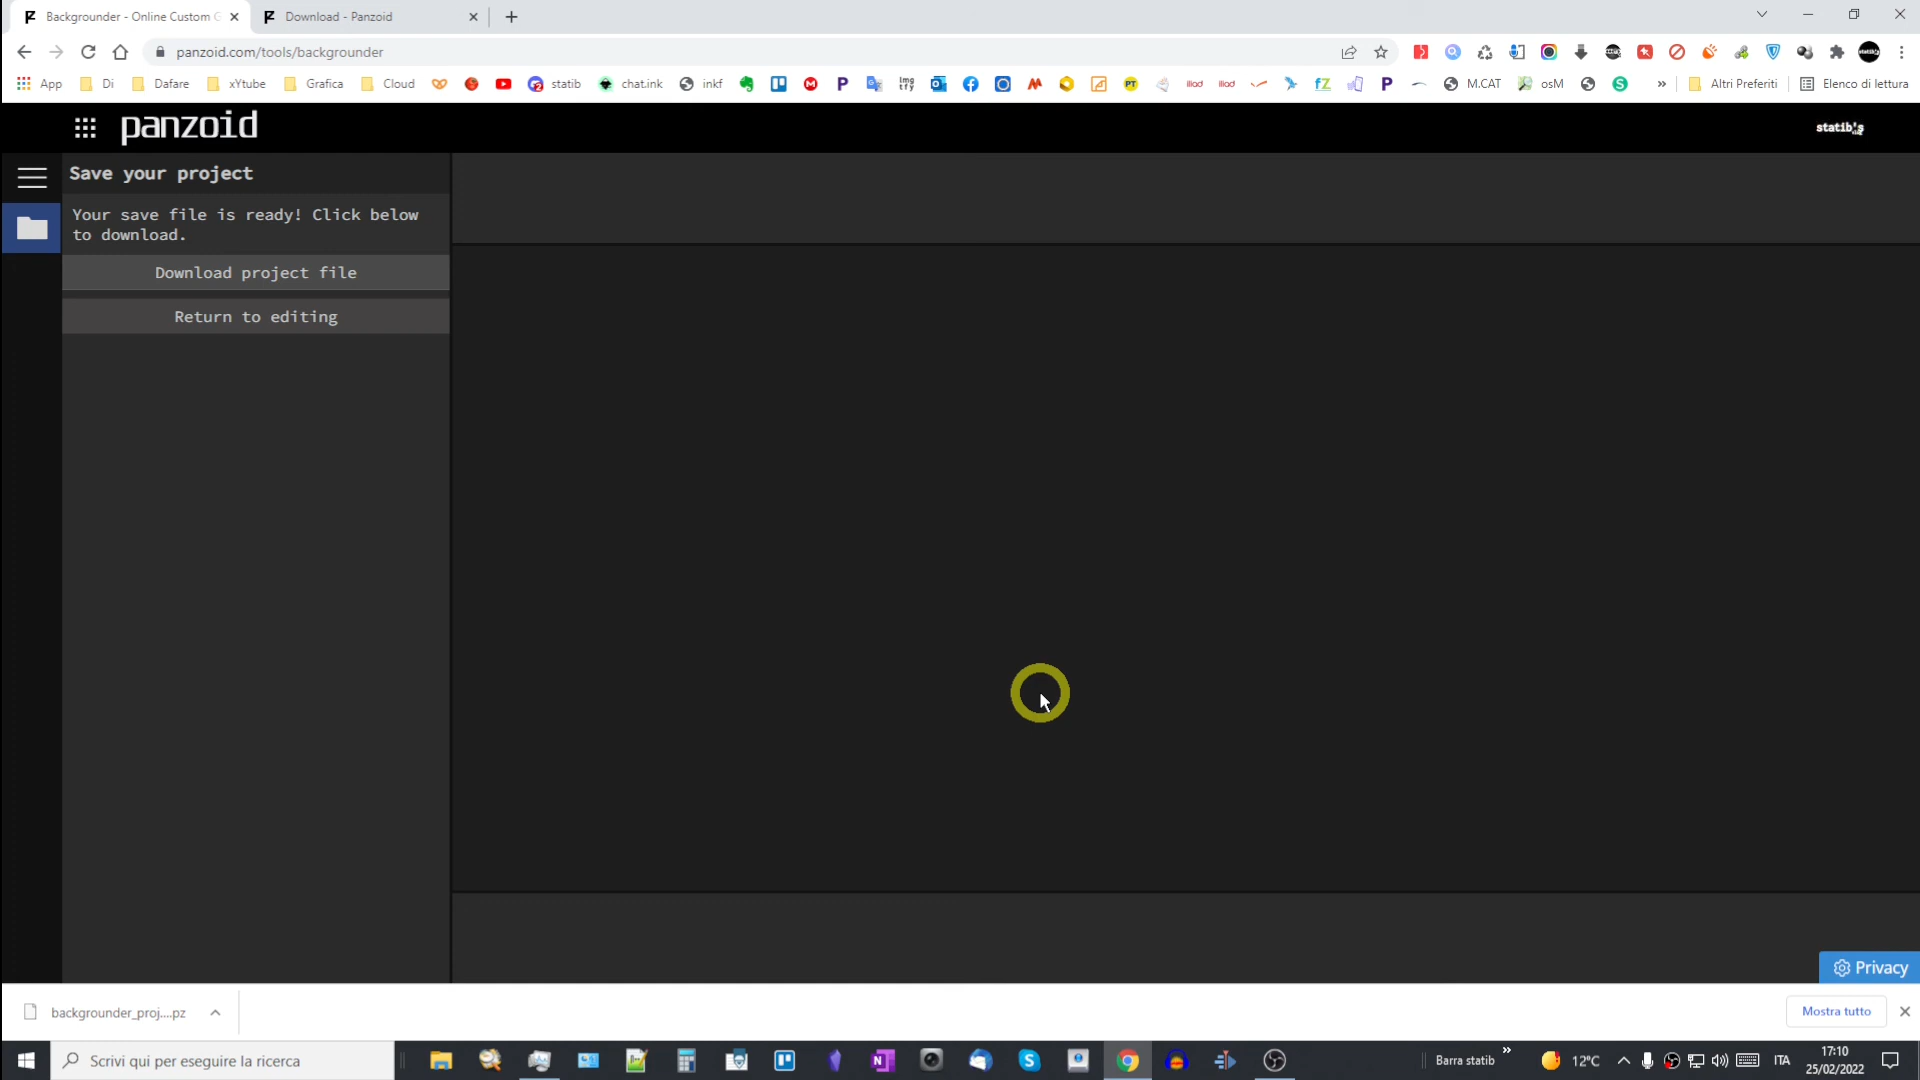 Backgrounder - Online Custom G
Download - Panzoid
panzoid.com/tools/backgrounder
App
Di
Dafare
xYtube
Grafica
Cloud
statib
chat.ink
inkf
M.CAT
osM
Altri Preferiti
Elenco di lettura
panzoid
statib's
Save your project
Your save file is ready! Click below
to download.
Download project file
Return to editing
Privacy
backgrounder_proj....pz
Mostra tutto
Scrivi qui per eseguire la ricerca
Barra statib
12°C
ITA
17:10
25/02/2022